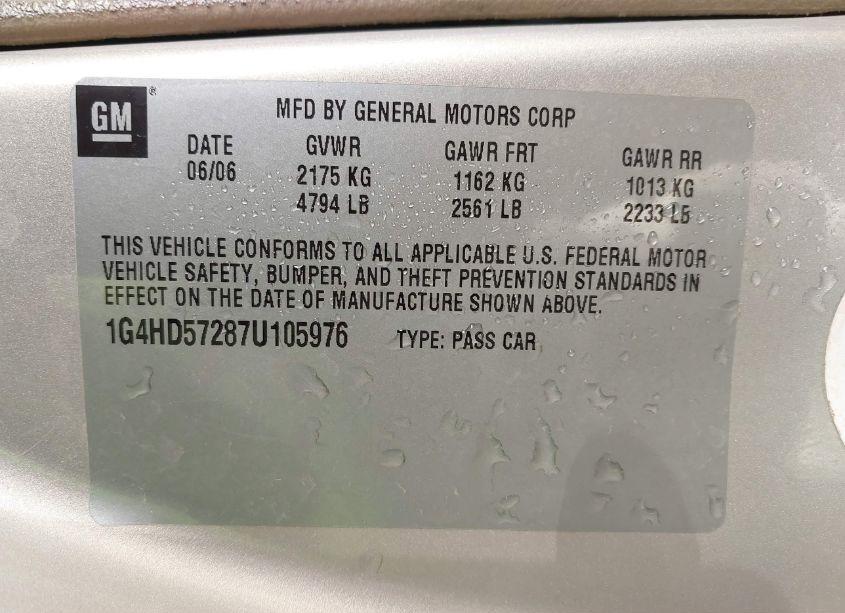 GM®
MFD BY GENERAL MOTORS CORP
DATE GVWR GAWR FRT GAWR RR
06/06 2175 KG 1162 KG 1013 KG
4794 LB 2561 LB 2233 LB
THIS VEHICLE CONFORMS TO ALL APPLICABLE U.S. FEDERAL MOTOR
VEHICLE SAFETY, BUMPER, AND THEFT PREVENTION STANDARDS IN
EFFECT ON THE DATE OF MANUFACTURE SHOWN ABOVE.
1G4HD57287U105976 TYPE: PASS CAR